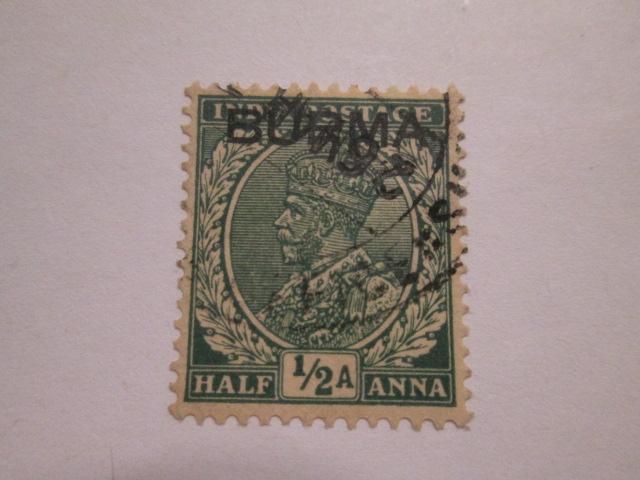 INDIA POSTAGE
BURMA
HALF 1/2A ANNA